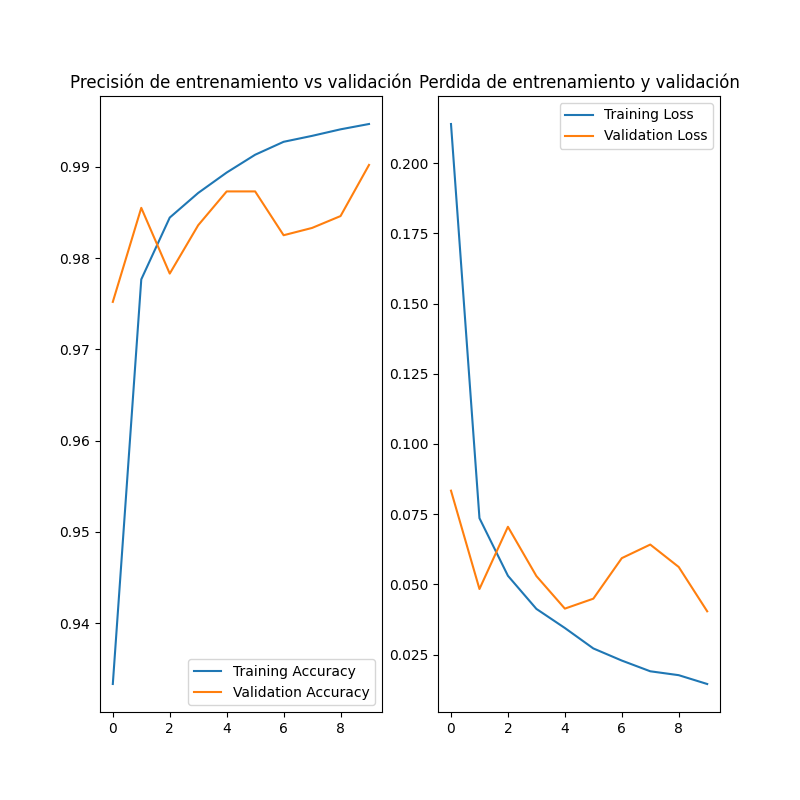 Precisión de entrenamiento vs validación
0.99
0.98
0.97
0.96
0.95
0.94
0 2 4 6 8
Training Accuracy
Validation Accuracy
Perdida de entrenamiento y validación
0.200
0.175
0.150
0.125
0.100
0.075
0.050
0.025
0 2 4 6 8
Training Loss
Validation Loss